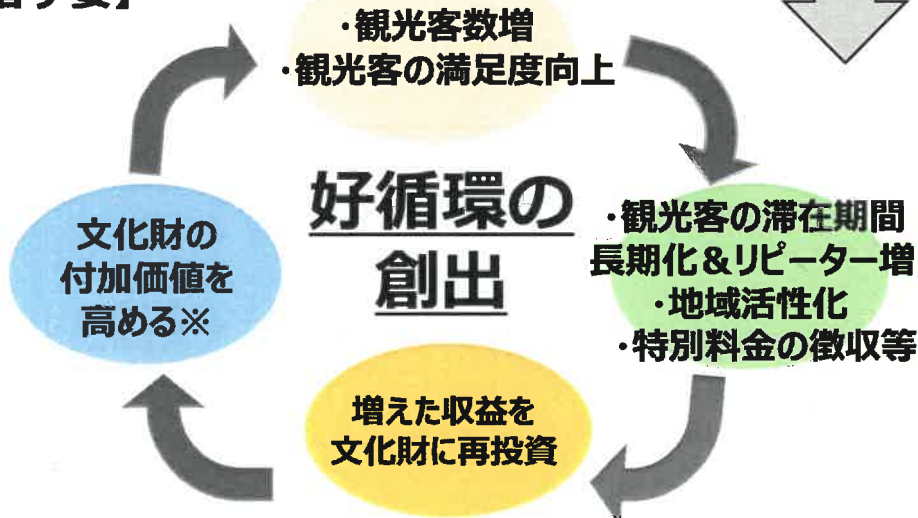 ・観光客数増
・観光客の満足度向上
好循環の
創出
・観光客の滞在期間
長期化&リピーター増
・地域活性化
・特別料金の徴収等
増えた収益を
文化財に再投資
文化財の
付加価値を
高める※